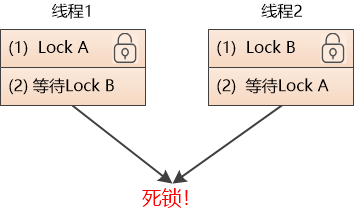 线程1
(1) Lock A
(2) 等待Lock B
线程2
(1) Lock B
(2) 等待Lock A
死锁！